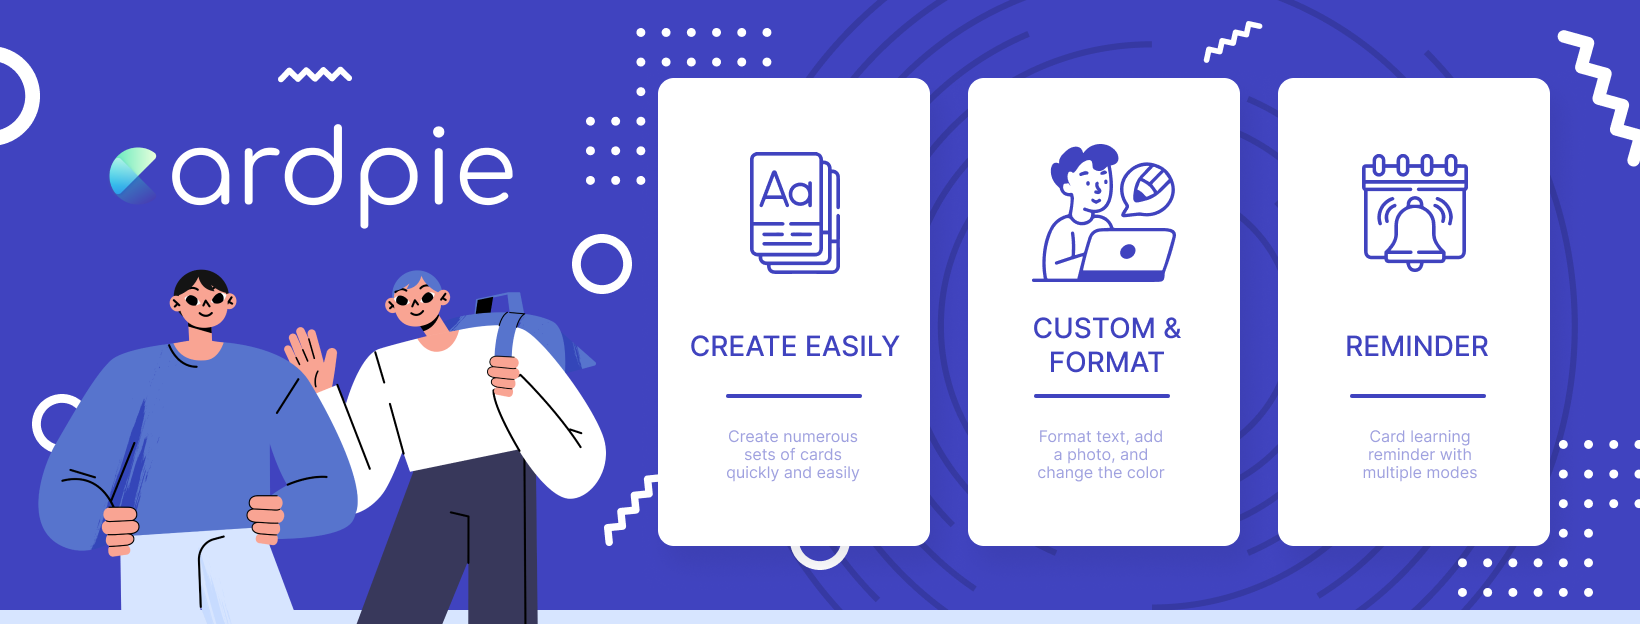 cardpie
Aa
CREATE EASILY
Create numerous
sets of cards
quickly and easily
CUSTOM &
FORMAT
Format text, add
a photo, and
change the color
REMINDER
Card learning
reminder with
multiple modes